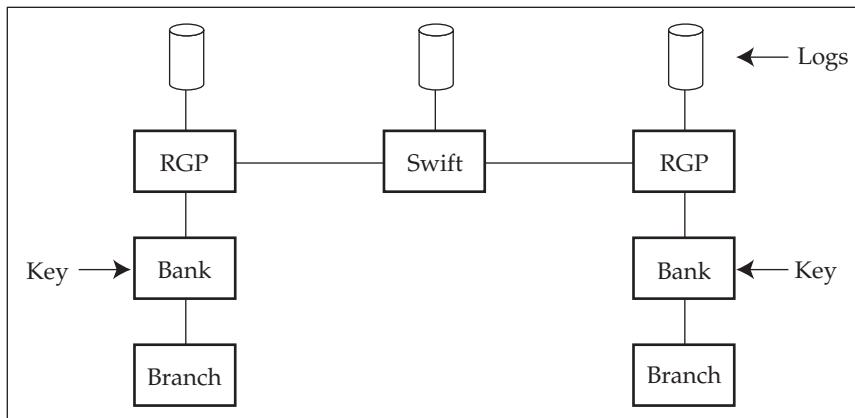 Logs
RGP
Swift
RGP
Key
Bank
Bank
Key
Branch
Branch